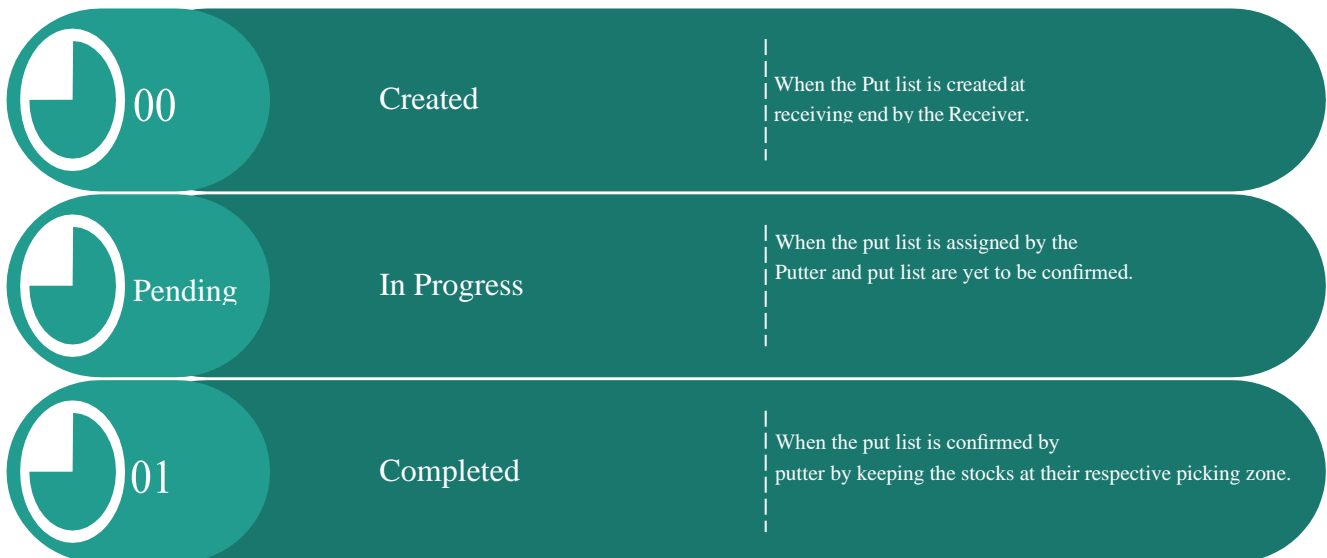 00
Created
When the Put list is created at
receiving end by the Receiver.
Pending
In Progress
When the put list is assigned by the
Putter and put list are yet to be confirmed.
01
Completed
When the put list is confirmed by
putter by keeping the stocks at their respective picking zone.